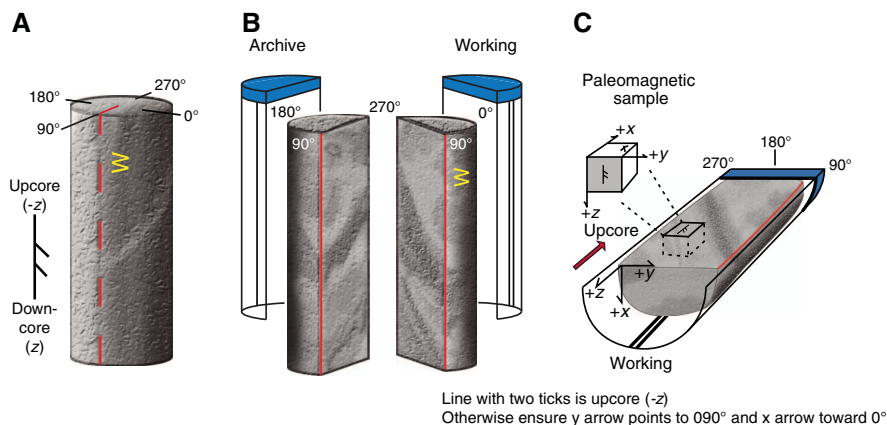 A
180°
270°
90°
0°
W
Upcore
(-z)
Down-
core
(z)
B
Archive
Working
180°
270°
0°
90°
90°
W
C
Paleomagnetic
sample
+x
x
+y
+z
180°
270°
90°
Upcore
+y
+z
+x
Working
Line with two ticks is upcore (-z)
Otherwise ensure y arrow points to 090° and x arrow toward 0°